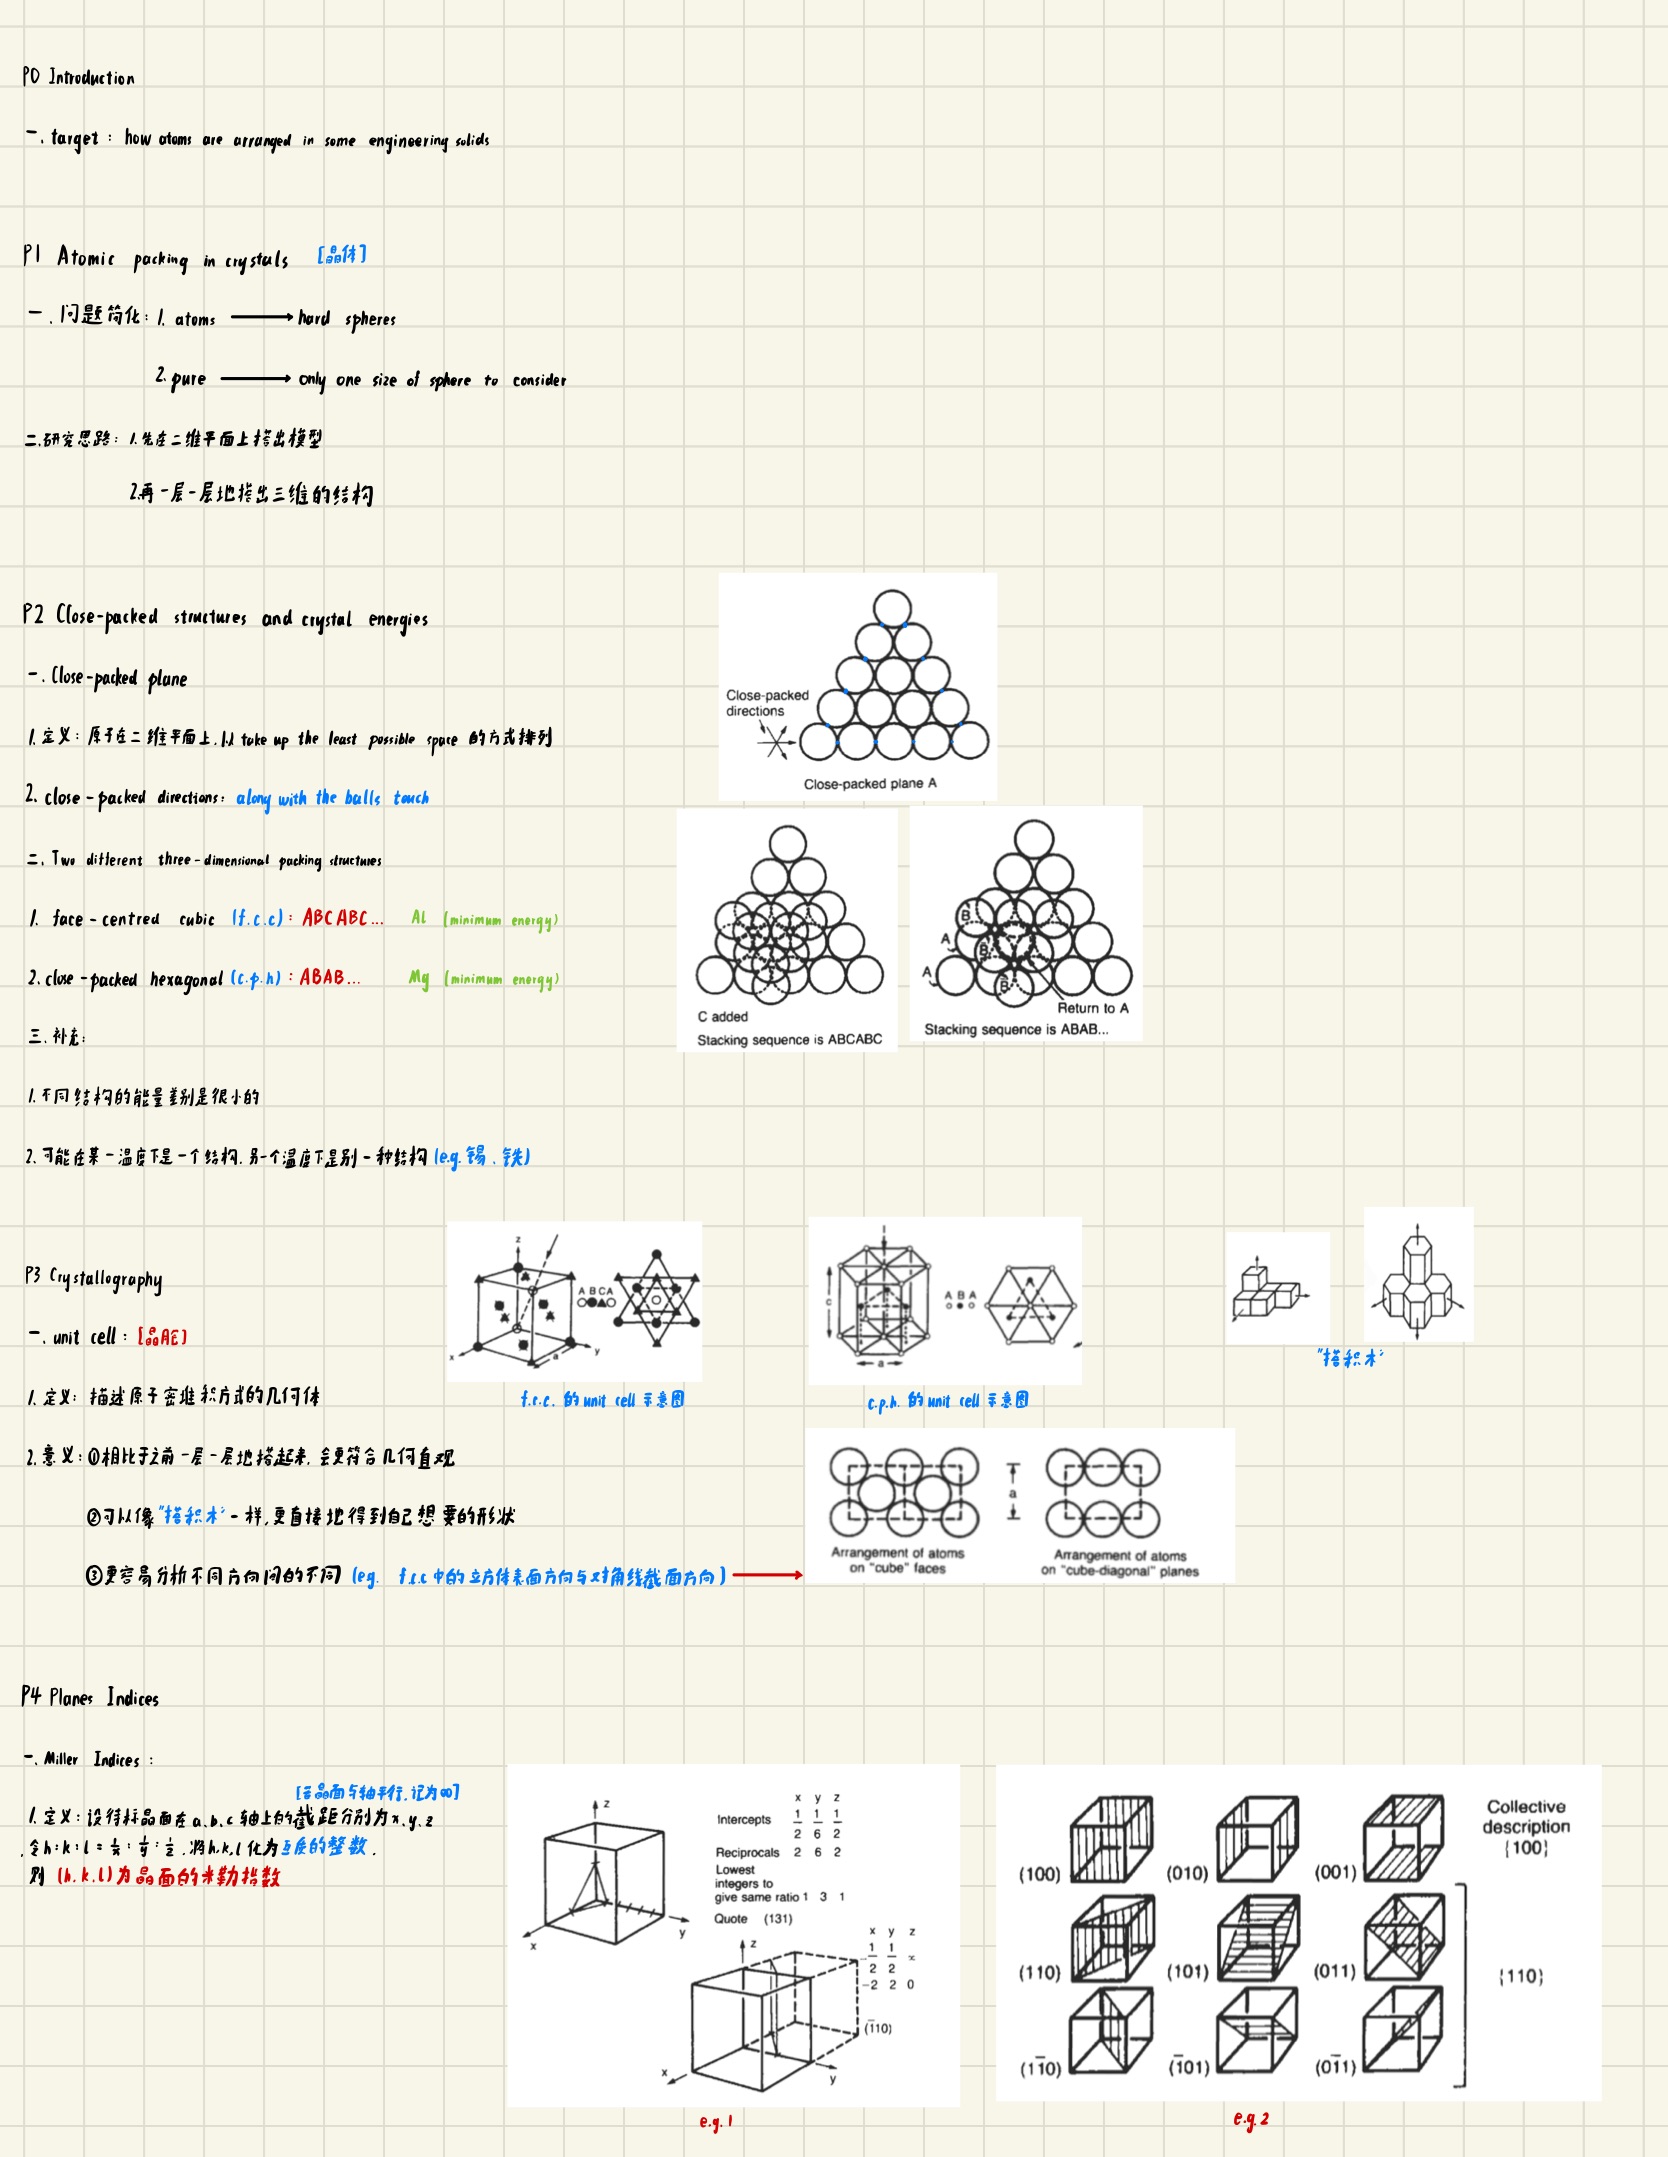 P0 Introduction
一. target : how atoms are arranged in some engineering solids
P1 Atomic packing in crystals [晶体]
一. 问题简化: 1. atoms ⟶ hard spheres
2. pure ⟶ only one size of sphere to consider
二.研究思路: 1.先在二维平面上搭出模型
2.再一层一层地搭出三维的结构
P2 Close-packed structures and crystal energies
一. Close-packed plane
1. 定义: 原子在二维平面上,以 take up the least possible space 的方式排列
2. close-packed directions: along with the balls touch
Close-packed
directions
Close-packed plane A
二. Two different three-dimensional packing structures
1. face-centred cubic (f.c.c) : ABCABC... Al (minimum energy)
2. close-packed hexagonal (c.p.h) : ABAB... Mg (minimum energy)
C added
Stacking sequence is ABCABC
B
A
B
A
B
Return to A
Stacking sequence is ABAB...
三. 补充:
1.不同结构的能量差别是很小的
2.可能在某一温度下是一个结构,另一个温度下是别一种结构 (e.g. 锡、铁)
P3 Crystallography
一. unit cell : [晶胞]
1. 定义: 描述原子密堆积方式的几何体
z
x
a
y
A B C A
f.c.c. 的 unit cell 示意图
c
a
A B A
A
c.p.h. 的 unit cell 示意图
"搭积木"
2. 意义: ①相比于之前一层一层地搭起来, 会更符合几何直观
②可以像"搭积木"一样,更直接地得到自己想要的形状
③更容易分析不同方向间的不同 (eg. f.c.c 中的立方体表面方向与对角线截面方向) ⟶
a
Arrangement of atoms
on "cube" faces
Arrangement of atoms
on "cube-diagonal" planes
P4 Planes Indices
一. Miller Indices :
[若晶面与轴平行,记为∞]
1. 定义: 设待标晶面在 a.b.c 轴上的截距分别为 x.y.z
令 h:k:l = 1/x : 1/y : 1/z , 将h.k.l 化为互质的整数.
则 (h.k.l)为晶面的米勒指数
z
x
y
x y z
Intercepts 1/2 1/6 1/2
Reciprocals 2 6 2
Lowest
integers to
give same ratio 1 3 1
Quote (131)
z
x
y
x y z
-1/2 1/2 ∞
-2 2 0
(1̄10)
e.g. 1
(100) (010) (001)
Collective
description
{100}
(110) (101) (011)
{110}
(11̄0) (1̄01) (01̄1)
e.g. 2